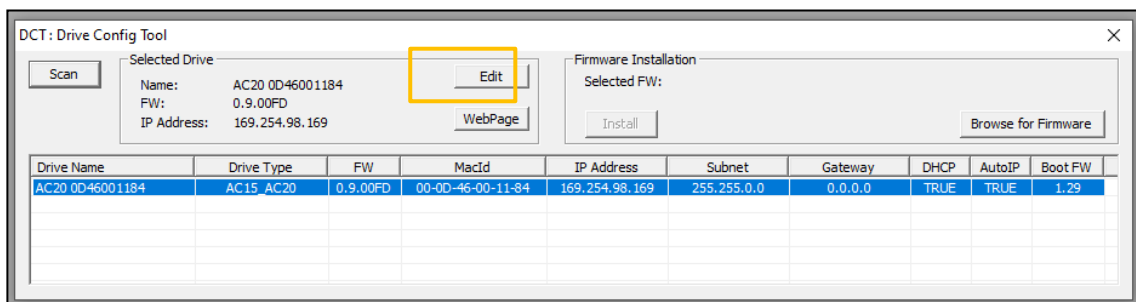 DCT : Drive Config Tool
Scan
Selected Drive
Name: AC20 0D46001184
FW: 0.9.00FD
IP Address: 169.254.98.169
Edit
WebPage
Firmware Installation
Selected FW:
Install
Browse for Firmware
Drive Name Drive Type FW MacId IP Address Subnet Gateway DHCP AutoIP Boot FW
AC20 0D46001184 AC15_AC20 0.9.00FD 00-0D-46-00-11-84 169.254.98.169 255.255.0.0 0.0.0.0 TRUE TRUE 1.29